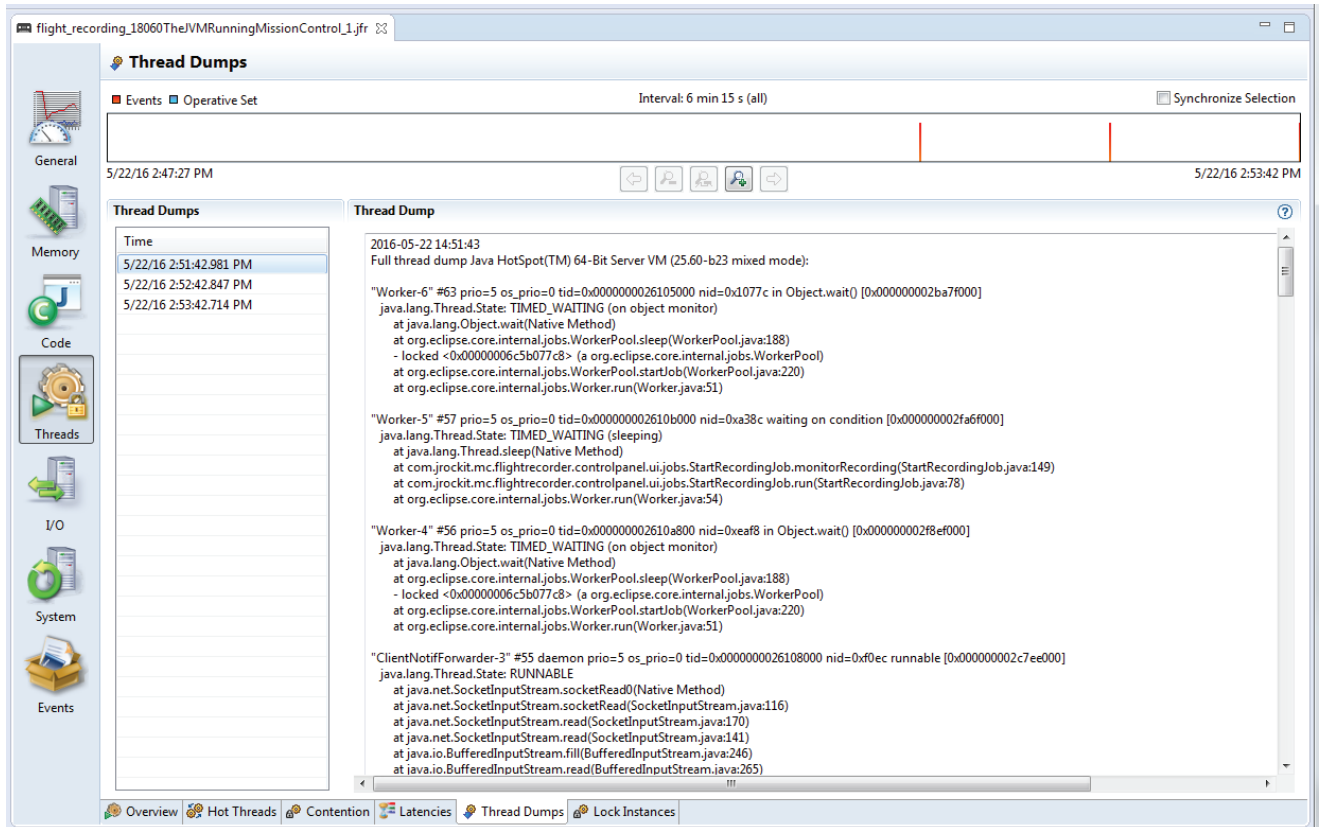 flight_recording_18060TheJVMRunningMissionControl_1.jfr
Thread Dumps
Events Operative Set Interval: 6 min 15 s (all) Synchronize Selection
5/22/16 2:47:27 PM 5/22/16 2:53:42 PM
General
Memory
Code
Threads
I/O
System
Events
Thread Dumps
Time
5/22/16 2:51:42.981 PM
5/22/16 2:52:42.847 PM
5/22/16 2:53:42.714 PM
Thread Dump
2016-05-22 14:51:43
Full thread dump Java HotSpot(TM) 64-Bit Server VM (25.60-b23 mixed mode):
"Worker-6" #63 prio=5 os_prio=0 tid=0x0000000026105000 nid=0x1077c in Object.wait() [0x000000002ba7f000]
java.lang.Thread.State: TIMED_WAITING (on object monitor)
at java.lang.Object.wait(Native Method)
at org.eclipse.core.internal.jobs.WorkerPool.sleep(WorkerPool.java:188)
- locked <0x00000006c5b077c8> (a org.eclipse.core.internal.jobs.WorkerPool)
at org.eclipse.core.internal.jobs.WorkerPool.startJob(WorkerPool.java:220)
at org.eclipse.core.internal.jobs.Worker.run(Worker.java:51)
"Worker-5" #57 prio=5 os_prio=0 tid=0x000000002610b000 nid=0xa38c waiting on condition [0x000000002fa6f000]
java.lang.Thread.State: TIMED_WAITING (sleeping)
at java.lang.Thread.sleep(Native Method)
at com.jrockit.mc.flightrecorder.controlpanel.ui.jobs.StartRecordingJob.monitorRecording(StartRecordingJob.java:149)
at com.jrockit.mc.flightrecorder.controlpanel.ui.jobs.StartRecordingJob.run(StartRecordingJob.java:78)
at org.eclipse.core.internal.jobs.Worker.run(Worker.java:54)
"Worker-4" #56 prio=5 os_prio=0 tid=0x000000002610a800 nid=0xeaf8 in Object.wait() [0x000000002f8ef000]
java.lang.Thread.State: TIMED_WAITING (on object monitor)
at java.lang.Object.wait(Native Method)
at org.eclipse.core.internal.jobs.WorkerPool.sleep(WorkerPool.java:188)
- locked <0x00000006c5b077c8> (a org.eclipse.core.internal.jobs.WorkerPool)
at org.eclipse.core.internal.jobs.WorkerPool.startJob(WorkerPool.java:220)
at org.eclipse.core.internal.jobs.Worker.run(Worker.java:51)
"ClientNotifForwarder-3" #55 daemon prio=5 os_prio=0 tid=0x0000000026108000 nid=0xf0ec runnable [0x000000002c7ee000]
java.lang.Thread.State: RUNNABLE
at java.net.SocketInputStream.socketRead0(Native Method)
at java.net.SocketInputStream.socketRead(SocketInputStream.java:116)
at java.net.SocketInputStream.read(SocketInputStream.java:170)
at java.net.SocketInputStream.read(SocketInputStream.java:141)
at java.io.BufferedInputStream.fill(BufferedInputStream.java:246)
at java.io.BufferedInputStream.read(BufferedInputStream.java:265)
Overview Hot Threads Contention Latencies Thread Dumps Lock Instances